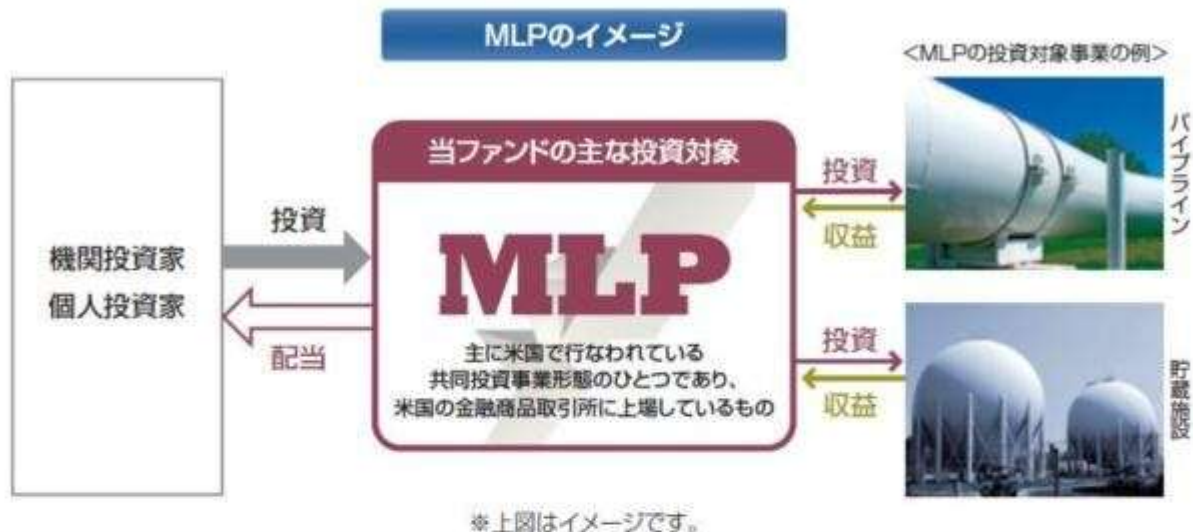 MLPのイメージ
<MLPの投資対象事業の例>
機関投資家
個人投資家
投資
配当
当ファンドの主な投資対象
MLP
主に米国で行なわれている
共同投資事業形態のひとつであり、
米国の金融商品取引所に上場しているもの
投資
収益
パイプライン
投資
収益
貯蔵施設
※上図はイメージです。